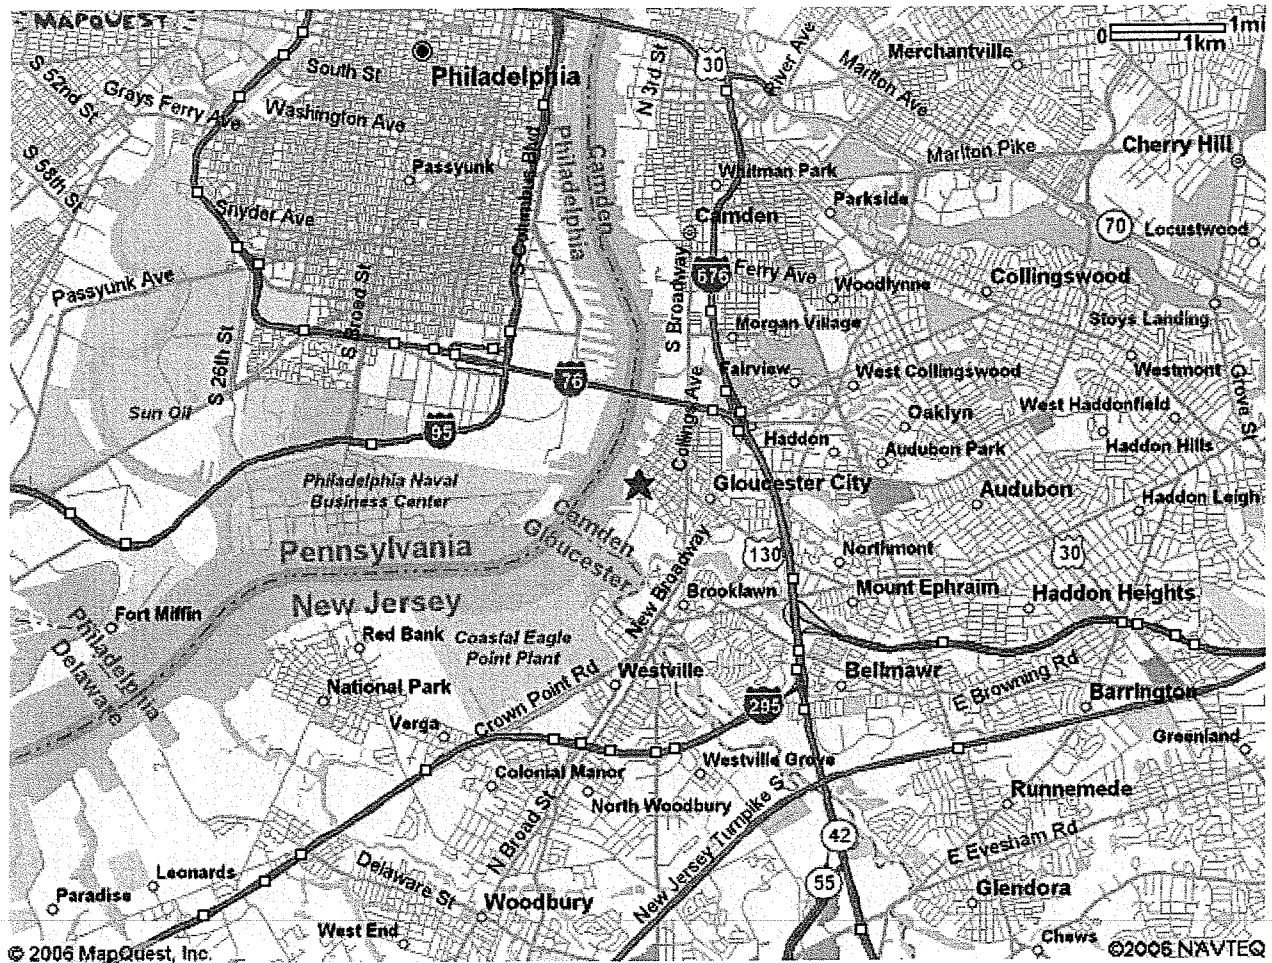 MAPQUEST
1mi
0
1km
N 3rd St
30
River Ave
Marlton Ave
Merchantville
S 52nd St
South St
Philadelphia
Grays Ferry Ave
Washington Ave
S 58th St
Passyunk
S Columbus Blvd
Philadelphia
Camden
Whitman Park
Marlton Pike
Cherry Hill
Parkside
Snyder Ave
Camden
70
Locustwood
Passyunk Ave
S Broad St
S Broadway
676
Ferry Ave
Woodlynne
Collingswood
Morgan Village
Stoys Landing
S 26th St
76
Fairview
West Collingswood
Westmont
Grove St
Sun Oil
95
Collings Ave
Oaklyn
West Haddonfield
Haddon
Audubon Park
Haddon Hills
Philadelphia Naval
Business Center
Gloucester City
Audubon
Haddon Leigh
Camden
Gloucester
Pennsylvania
New Broadway
130
Northmont
30
New Jersey
Brooklawn
Mount Ephraim
Haddon Heights
Fort Mifflin
Philadelphia
Delaware
Red Bank
Coastal Eagle
Point Plant
Westville
Bellmawr
E Browning Rd
Barrington
National Park
Crown Point Rd
295
Verga
Greenland
Westville Grove
Colonial Manor
North Woodbury
Runnemede
N Broad St
New Jersey Turnpike S
42
E Evesham Rd
Leonards
Delaware St
55
Paradise
Woodbury
Glendora
West End
Chews
© 2006 MapQuest, Inc.
©2006 NAVTEQ